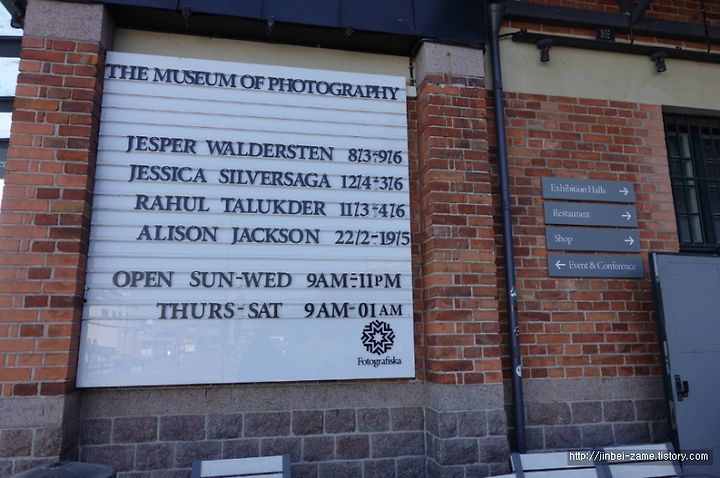 THE MUSEUM OF PHOTOGRAPHY
JESPER WALDERSTEN 8/3-9/6
JESSICA SILVERSAGA 12/4-3/6
RAHUL TALUKDER 11/3-4/6
ALISON JACKSON 22/2-19/5
OPEN SUN-WED 9AM-11PM
THURS-SAT 9AM-01AM
Fotografiska
Exhibition Halls →
Restaurant →
Shop →
← Event & Conference
http://jinbei-zame.tistory.com